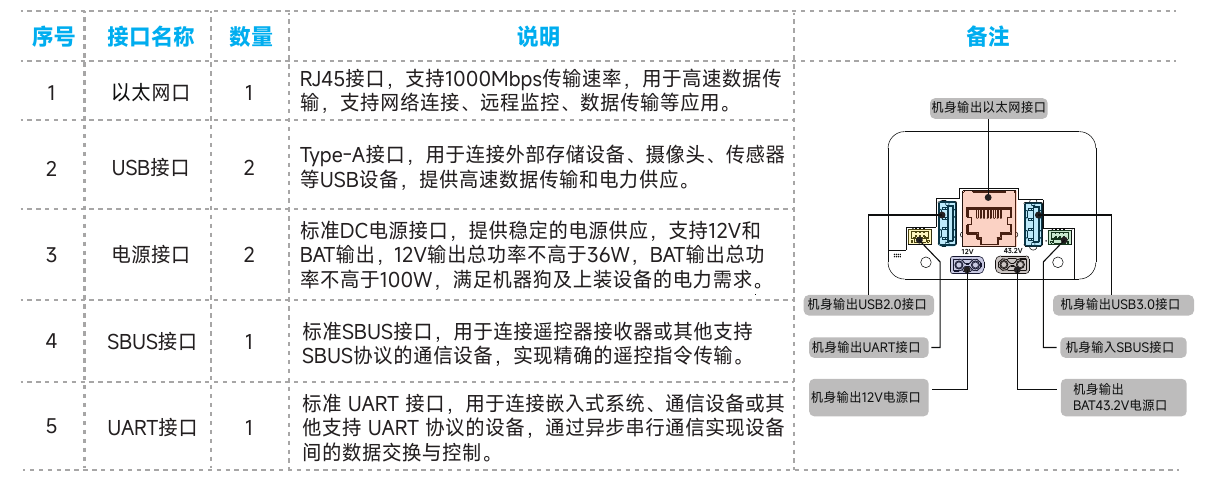 序号 接口名称 数量 说明 备注
1 以太网口 1 RJ45接口，支持1000Mbps传输速率，用于高速数据传
输，支持网络连接、远程监控、数据传输等应用。
2 USB接口 2 Type-A接口，用于连接外部存储设备、摄像头、传感器
等USB设备，提供高速数据传输和电力供应。
3 电源接口 2 标准DC电源接口，提供稳定的电源供应，支持12V和
BAT输出，12V输出总功率不高于36W，BAT输出总功
率不高于100W，满足机器狗及上装设备的电力需求。
4 SBUS接口 1 标准SBUS接口，用于连接遥控器接收器或其他支持
SBUS协议的通信设备，实现精确的遥控指令传输。
5 UART接口 1 标准 UART 接口，用于连接嵌入式系统、通信设备或其
他支持 UART 协议的设备，通过异步串行通信实现设备
间的数据交换与控制。
机身输出以太网接口
12V 43.2V
机身输出USB2.0接口 机身输出USB3.0接口
机身输出UART接口 机身输入SBUS接口
机身输出12V电源口 机身输出
BAT43.2V电源口